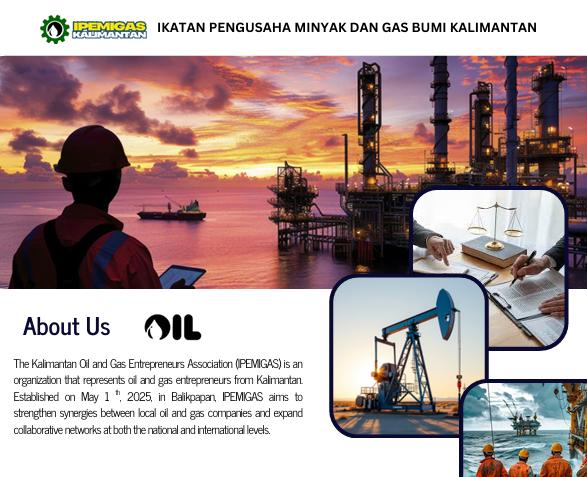 IPEMIGAS
KALIMANTAN
IKATAN PENGUSAHA MINYAK DAN GAS BUMI KALIMANTAN
About Us
OIL
The Kalimantan Oil and Gas Entrepreneurs Association (IPEMIGAS) is an
organization that represents oil and gas entrepreneurs from Kalimantan.
Established on May 1 th, 2025, in Balikpapan, IPEMIGAS aims to
strengthen synergies between local oil and gas companies and expand
collaborative networks at both the national and international levels.